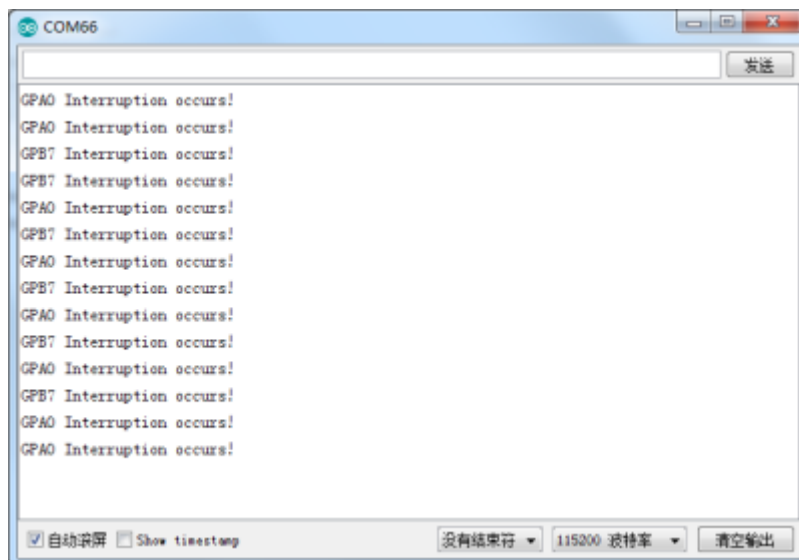 COM66
发送
GPA0 Interruption occurs!
GPA0 Interruption occurs!
GPB7 Interruption occurs!
GPB7 Interruption occurs!
GPA0 Interruption occurs!
GPB7 Interruption occurs!
GPA0 Interruption occurs!
GPB7 Interruption occurs!
GPA0 Interruption occurs!
GPB7 Interruption occurs!
GPA0 Interruption occurs!
GPB7 Interruption occurs!
GPA0 Interruption occurs!
GPA0 Interruption occurs!
自动滚屏 Show timestamp 没有结束符 115200 波特率 清空输出